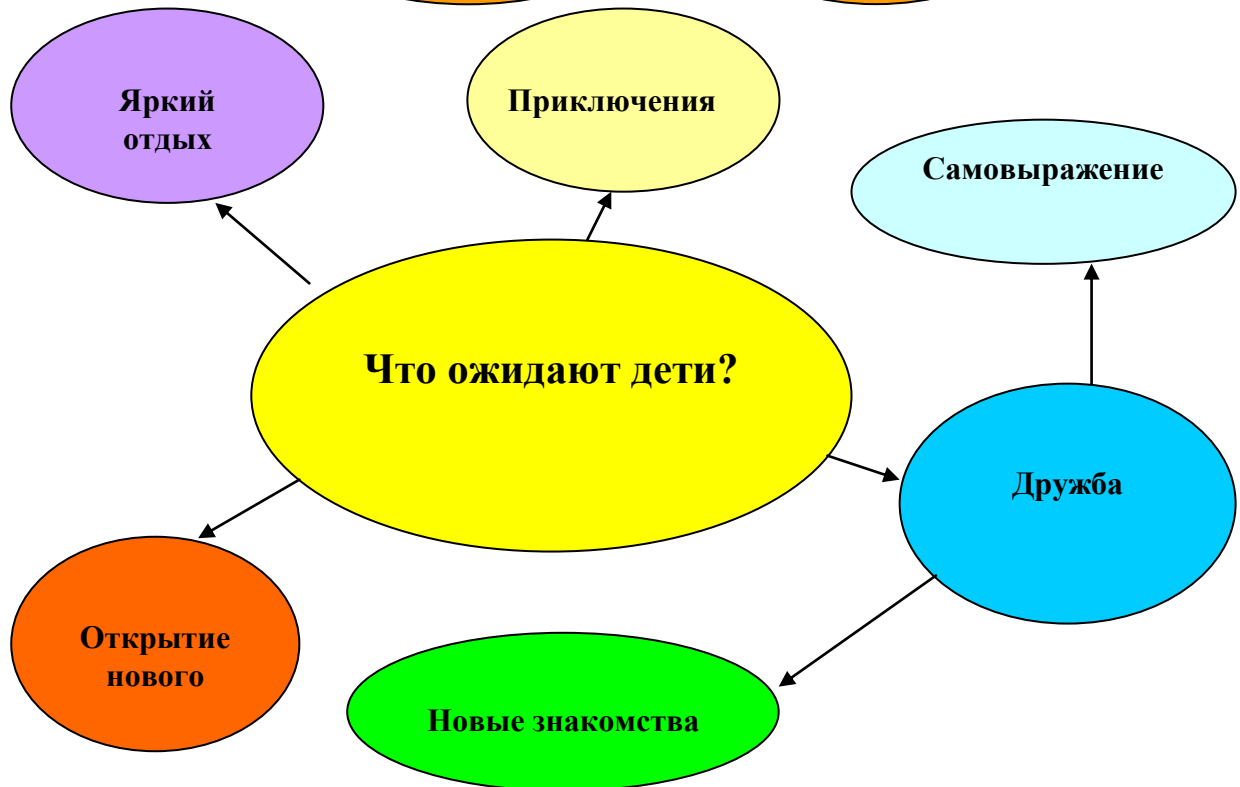 Яркий
отдых
Приключения
Самовыражение
Что ожидают дети?
Дружба
Открытие
нового
Новые знакомства